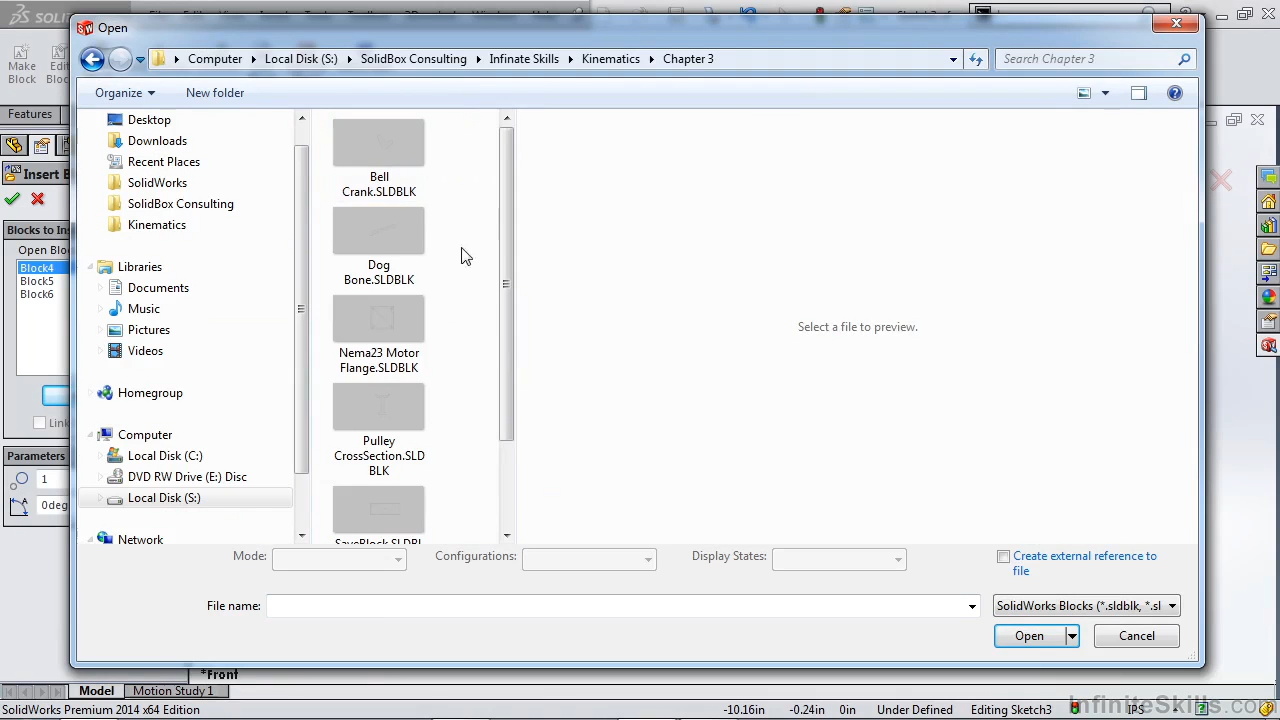 Open
Computer
Local Disk (S:)
SolidBox Consulting
Infinate Skills
Kinematics
Chapter 3
Search Chapter 3
Organize
New folder
Make
Block
Features
Insert B
Blocks to Ins
Open Bloc
Block4
Block5
Block6
Link
Parameters
1
0deg
Desktop
Downloads
Recent Places
SolidWorks
SolidBox Consulting
Kinematics
Libraries
Documents
Music
Pictures
Videos
Homegroup
Computer
Local Disk (C:)
DVD RW Drive (E:) Disc
Local Disk (S:)
Network
Bell
Crank.SLDBLK
Dog
Bone.SLDBLK
Nema23 Motor
Flange.SLDBLK
Pulley
CrossSection.SLD
BLK
Select a file to preview.
Mode:
Configurations:
Display States:
Create external reference to
file
File name:
SolidWorks Blocks (*.sldblk, *.sl
Open
Cancel
*Front
Model
Motion Study 1
SolidWorks Premium 2014 x64 Edition
-10.16in
-0.24in
0in
Under Defined
Editing Sketch3
IPS
InfiniteSkills.com